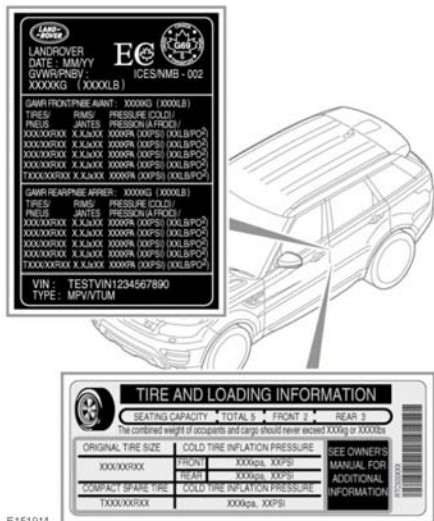 LAND-
ROVER
LANDROVER
DATE : MM/YY
GVWR/PNBV :
XXXXKG ( XXXXLB )
EC
G69
ICES/NMB - 002
GAWR FRONT/PNBE AVANT : XXXXKG (XXXXLB)
TIRES/ RIMS/ PRESSURE (COLD) /
PNEUS JANTES PRESSION (A FROID) /
XXX/XXRXX X.XJxXX XXXKPA (XXPSI) (XXLB/PO²)
XXX/XXRXX X.XJxXX XXXKPA (XXPSI) (XXLB/PO²)
XXX/XXRXX X.XJxXX XXXKPA (XXPSI) (XXLB/PO²)
XXX/XXRXX X.XJxXX XXXKPA (XXPSI) (XXLB/PO²)
TXXX/XXRXX X.XJxXX XXXKPA (XXPSI) (XXLB/PO²)
GAWR REAR/PNBE ARRIER : XXXXKG (XXXXLB)
TIRES/ RIMS/ PRESSURE (COLD) /
PNEUS JANTES PRESSION (A FROID) /
XXX/XXRXX X.XJxXX XXXKPA (XXPSI) (XXLB/PO²)
XXX/XXRXX X.XJxXX XXXKPA (XXPSI) (XXLB/PO²)
XXX/XXRXX X.XJxXX XXXKPA (XXPSI) (XXLB/PO²)
XXX/XXRXX X.XJxXX XXXKPA (XXPSI) (XXLB/PO²)
TXXX/XXRXX X.XJxXX XXXKPA (XXPSI) (XXLB/PO²)
VIN : TESTVIN1234567890
TYPE : MPV/VTUM
TIRE AND LOADING INFORMATION
SEATING CAPACITY TOTAL 5 FRONT 2 REAR 3
The combined weight of occupants and cargo should never exceed XXXkg or XXXXlbs
ORIGINAL TIRE SIZE COLD TIRE INFLATION PRESSURE
XXX/XXRXX
FRONT XXXkpa, XXPSI
REAR XXXkpa, XXPSI
COMPACT SPARE TIRE COLD TIRE INFLATION PRESSURE
TXXX/XXRXX XXXkpa, XXPSI
SEE OWNER'S
MANUAL FOR
ADDITIONAL
INFORMATION
E151914